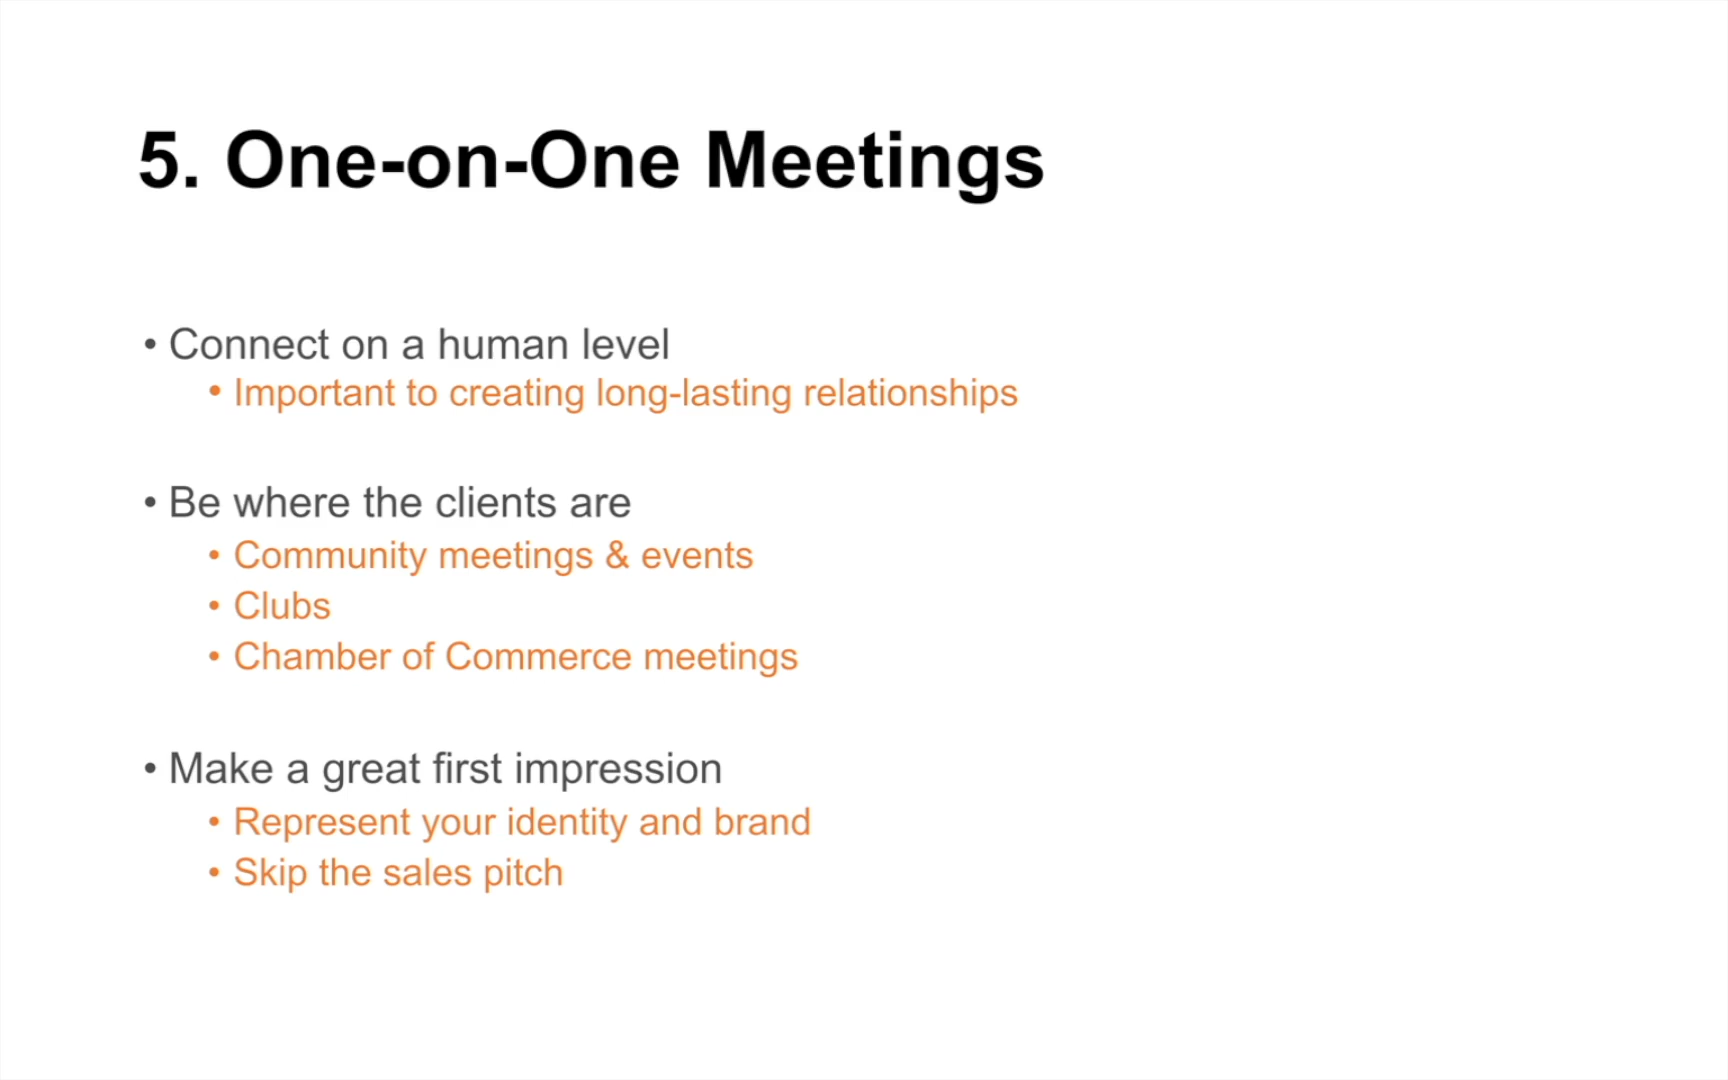 5. One-on-One Meetings
• Connect on a human level
• Important to creating long-lasting relationships
• Be where the clients are
• Community meetings & events
• Clubs
• Chamber of Commerce meetings
• Make a great first impression
• Represent your identity and brand
• Skip the sales pitch